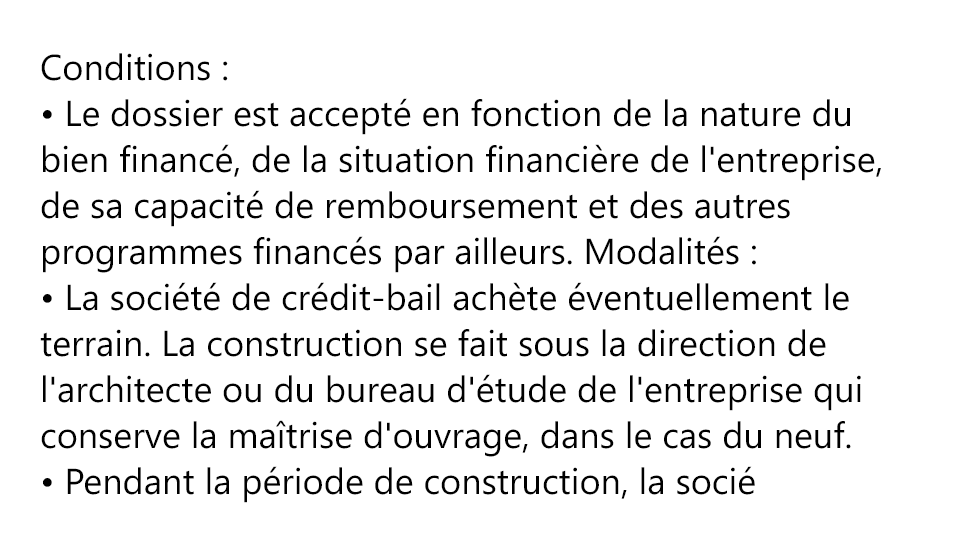 Conditions :
• Le dossier est accepté en fonction de la nature du
bien financé, de la situation financière de l'entreprise,
de sa capacité de remboursement et des autres
programmes financés par ailleurs. Modalités :
• La société de crédit-bail achète éventuellement le
terrain. La construction se fait sous la direction de
l'architecte ou du bureau d'étude de l'entreprise qui
conserve la maîtrise d'ouvrage, dans le cas du neuf.
• Pendant la période de construction, la socié